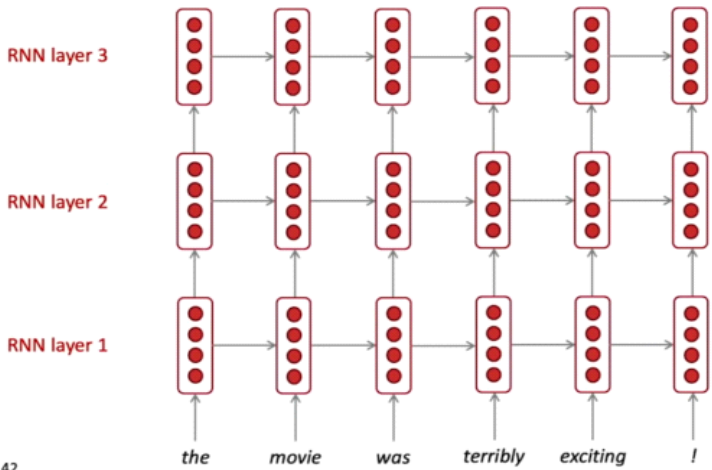 RNN layer 3
RNN layer 2
RNN layer 1
the movie was terribly exciting !
42